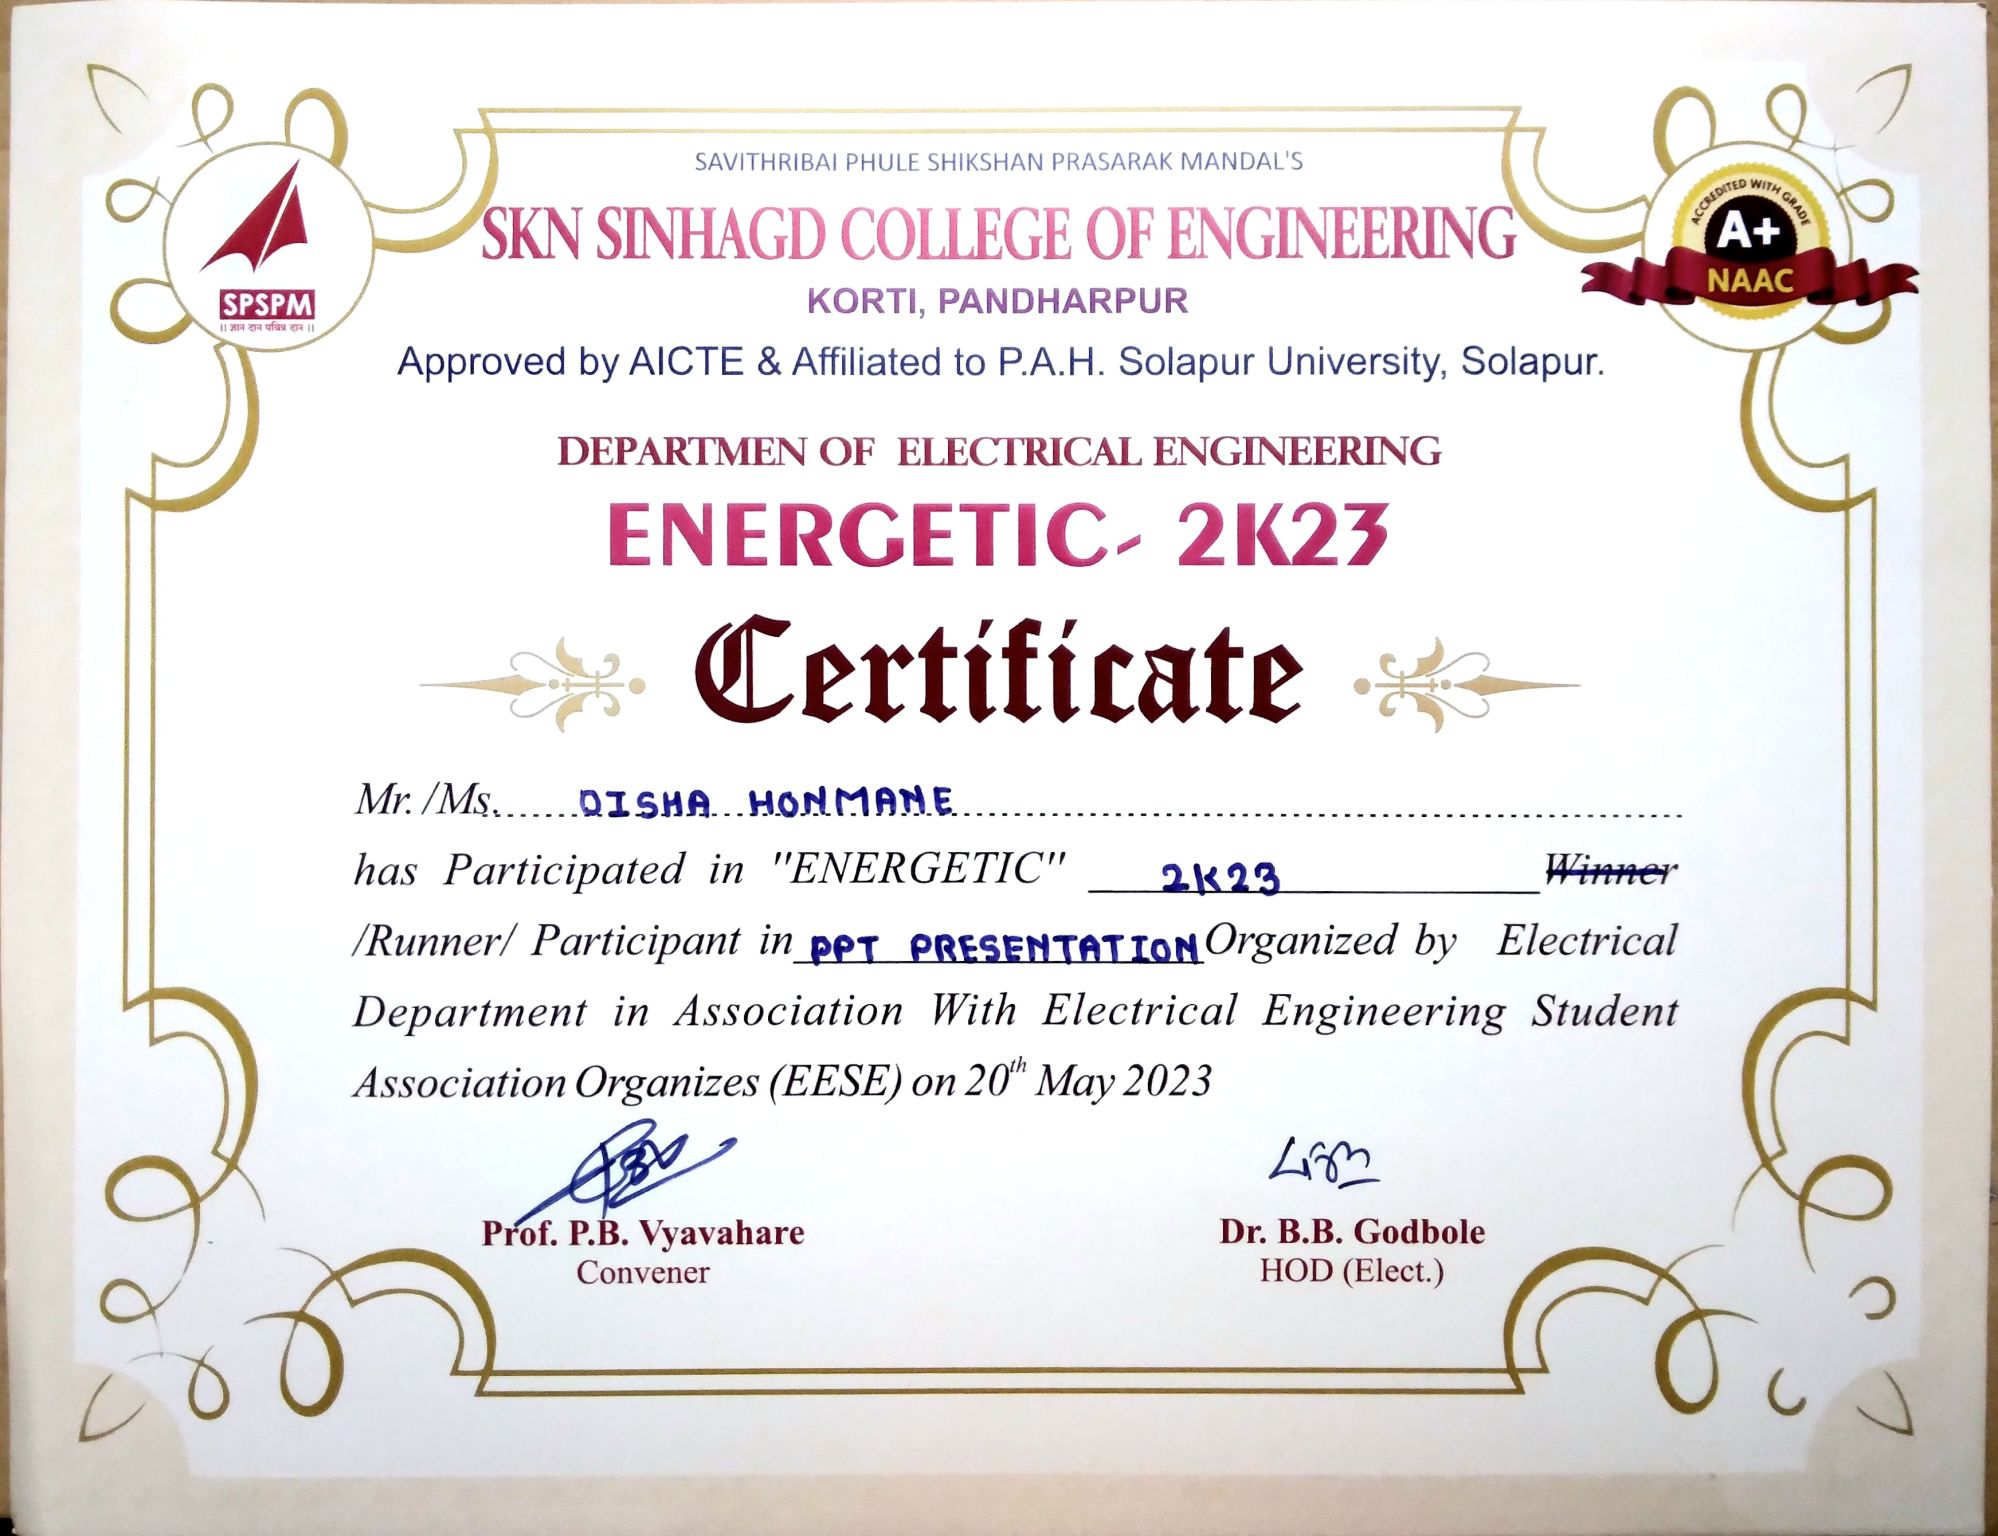 SAVITHRIBAI PHULE SHIKSHAN PRASARAK MANDAL'S
SKN SINHAGD COLLEGE OF ENGINEERING
KORTI, PANDHARPUR
Approved by AICTE & Affiliated to P.A.H. Solapur University, Solapur.
SPSPM
।। ज्ञान दान पवित्र दान ।।
ACCREDITED WITH GRADE
A+
NAAC
DEPARTMEN OF ELECTRICAL ENGINEERING
ENERGETIC- 2K23
Certificate
Mr. /Ms. DISHA HONMANE
has Participated in "ENERGETIC" 2K23 Winner
/Runner/ Participant in PPT PRESENTATION Organized by Electrical
Department in Association With Electrical Engineering Student
Association Organizes (EESE) on 20th May 2023
Prof. P.B. Vyavahare
Convener
Dr. B.B. Godbole
HOD (Elect.)